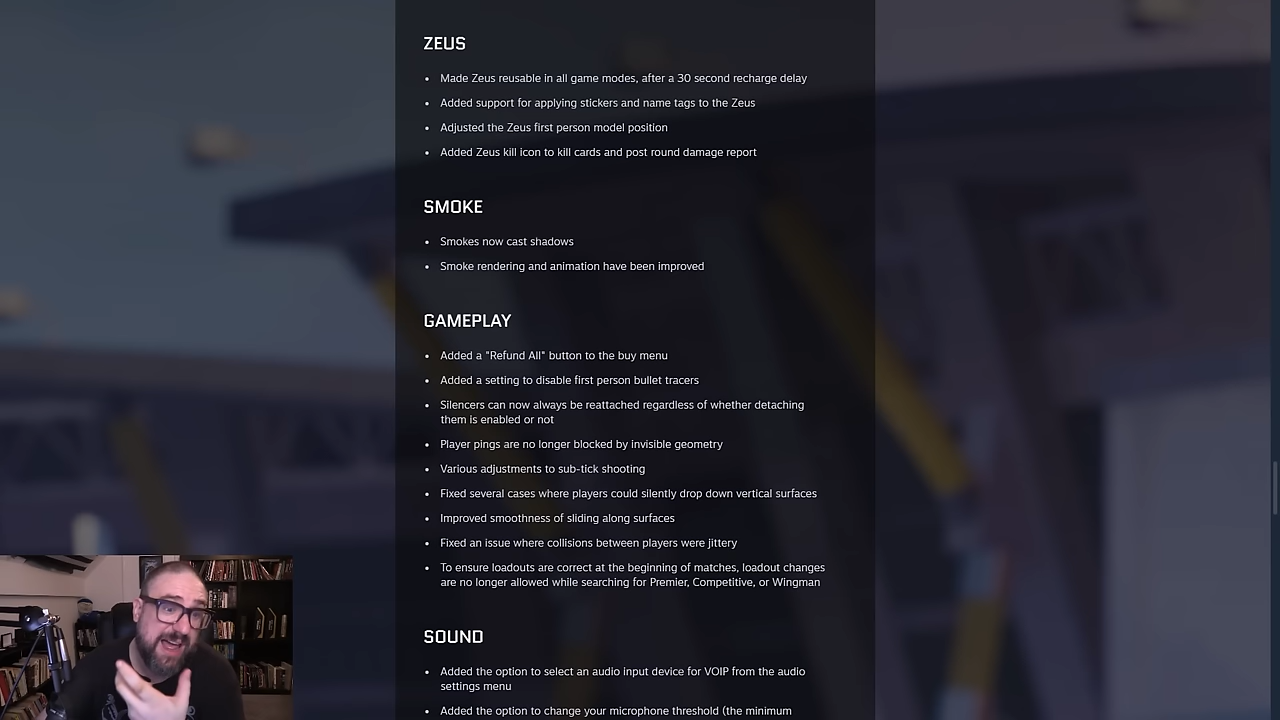 ZEUS
• Made Zeus reusable in all game modes, after a 30 second recharge delay
• Added support for applying stickers and name tags to the Zeus
• Adjusted the Zeus first person model position
• Added Zeus kill icon to kill cards and post round damage report
SMOKE
• Smokes now cast shadows
• Smoke rendering and animation have been improved
GAMEPLAY
• Added a "Refund All" button to the buy menu
• Added a setting to disable first person bullet tracers
• Silencers can now always be reattached regardless of whether detaching
them is enabled or not
• Player pings are no longer blocked by invisible geometry
• Various adjustments to sub-tick shooting
• Fixed several cases where players could silently drop down vertical surfaces
• Improved smoothness of sliding along surfaces
• Fixed an issue where collisions between players were jittery
• To ensure loadouts are correct at the beginning of matches, loadout changes
are no longer allowed while searching for Premier, Competitive, or Wingman
SOUND
• Added the option to select an audio input device for VOIP from the audio
settings menu
• Added the option to change your microphone threshold (the minimum